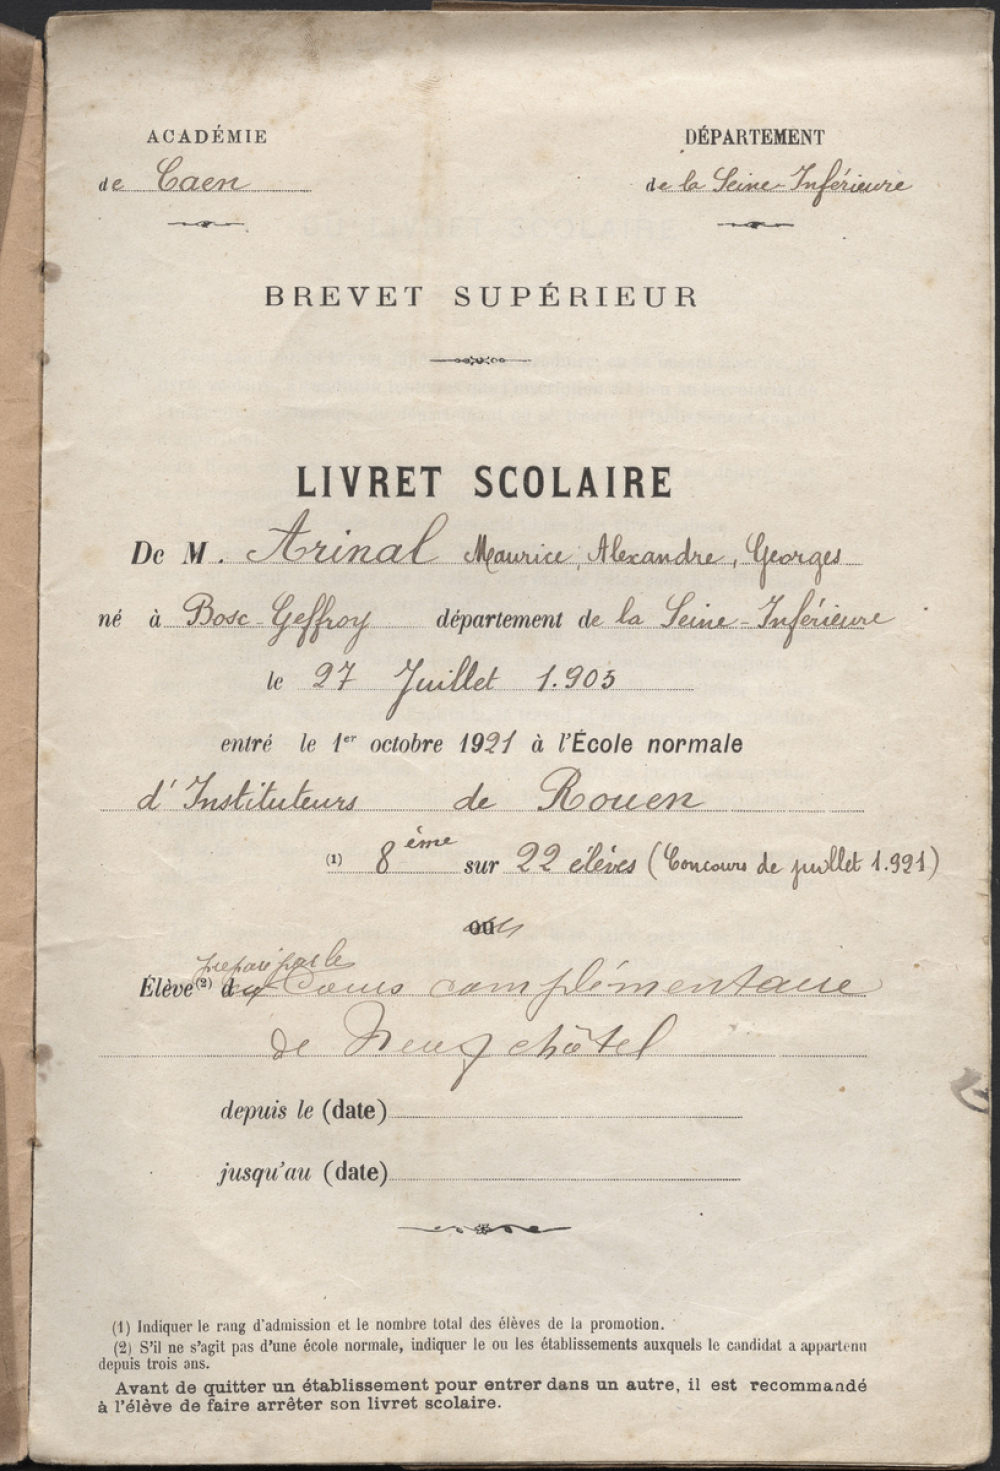 ACADÉMIE
de Caen
DÉPARTEMENT
de la Seine-Inférieure
BREVET SUPÉRIEUR
LIVRET SCOLAIRE
De M. Arinal Maurice, Alexandre, Georges
né à Bosc-Geffroy département de la Seine-Inférieure
le 27 Juillet 1.905
entré le 1er octobre 1921 à l'École normale
d'Instituteurs de Rouen
(1) 8ème sur 22 élèves (Concours de juillet 1.921)
ou
préparé par le
Élève (2) du Cours complémentaire
de Neufchâtel
depuis le (date)
jusqu'au (date)
(1) Indiquer le rang d'admission et le nombre total des élèves de la promotion.
(2) S'il ne s'agit pas d'une école normale, indiquer le ou les établissements auxquels le candidat a appartenu
depuis trois ans.
Avant de quitter un établissement pour entrer dans un autre, il est recommandé
à l'élève de faire arrêter son livret scolaire.